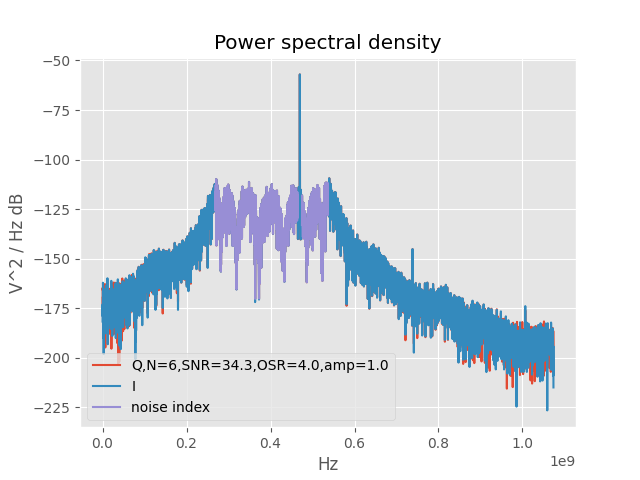 Power spectral density
−50
−75
−100
−125
−150
−175
−200
−225
V^2 / Hz dB
Q,N=6,SNR=34.3,OSR=4.0,amp=1.0
I
noise index
0.0 0.2 0.4 0.6 0.8 1.0
1e9
Hz